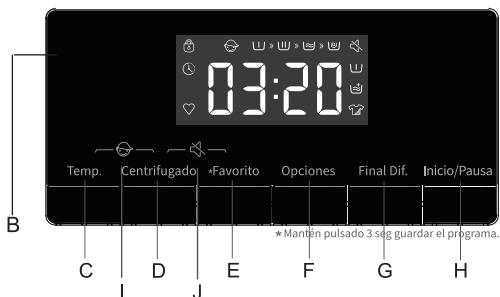 03:20
Temp. Centrifugado *Favorito Opciones Final Dif. Inicio/Pausa
B
*Mantén pulsado 3 seg guardar el programa.
C D E F G H
I J